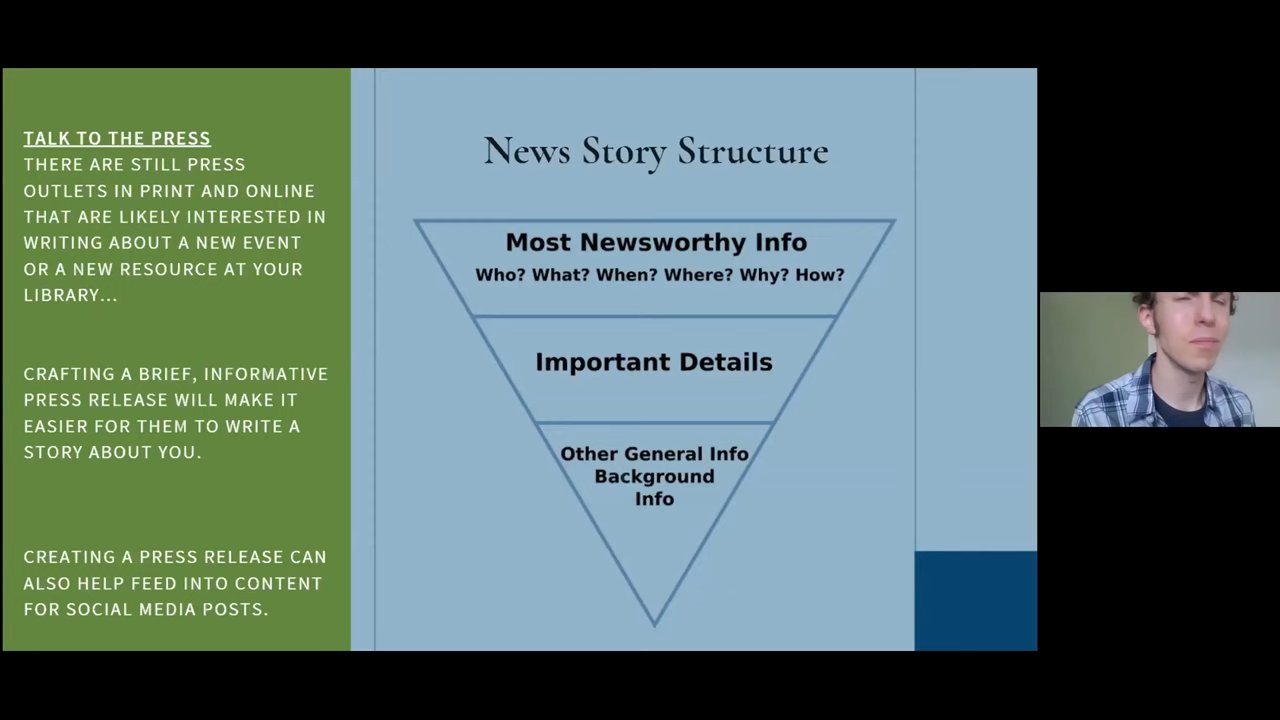 TALK TO THE PRESS
THERE ARE STILL PRESS
OUTLETS IN PRINT AND ONLINE
THAT ARE LIKELY INTERESTED IN
WRITING ABOUT A NEW EVENT
OR A NEW RESOURCE AT YOUR
LIBRARY...
CRAFTING A BRIEF, INFORMATIVE
PRESS RELEASE WILL MAKE IT
EASIER FOR THEM TO WRITE A
STORY ABOUT YOU.
CREATING A PRESS RELEASE CAN
ALSO HELP FEED INTO CONTENT
FOR SOCIAL MEDIA POSTS.
News Story Structure
Most Newsworthy Info
Who? What? When? Where? Why? How?
Important Details
Other General Info
Background
Info